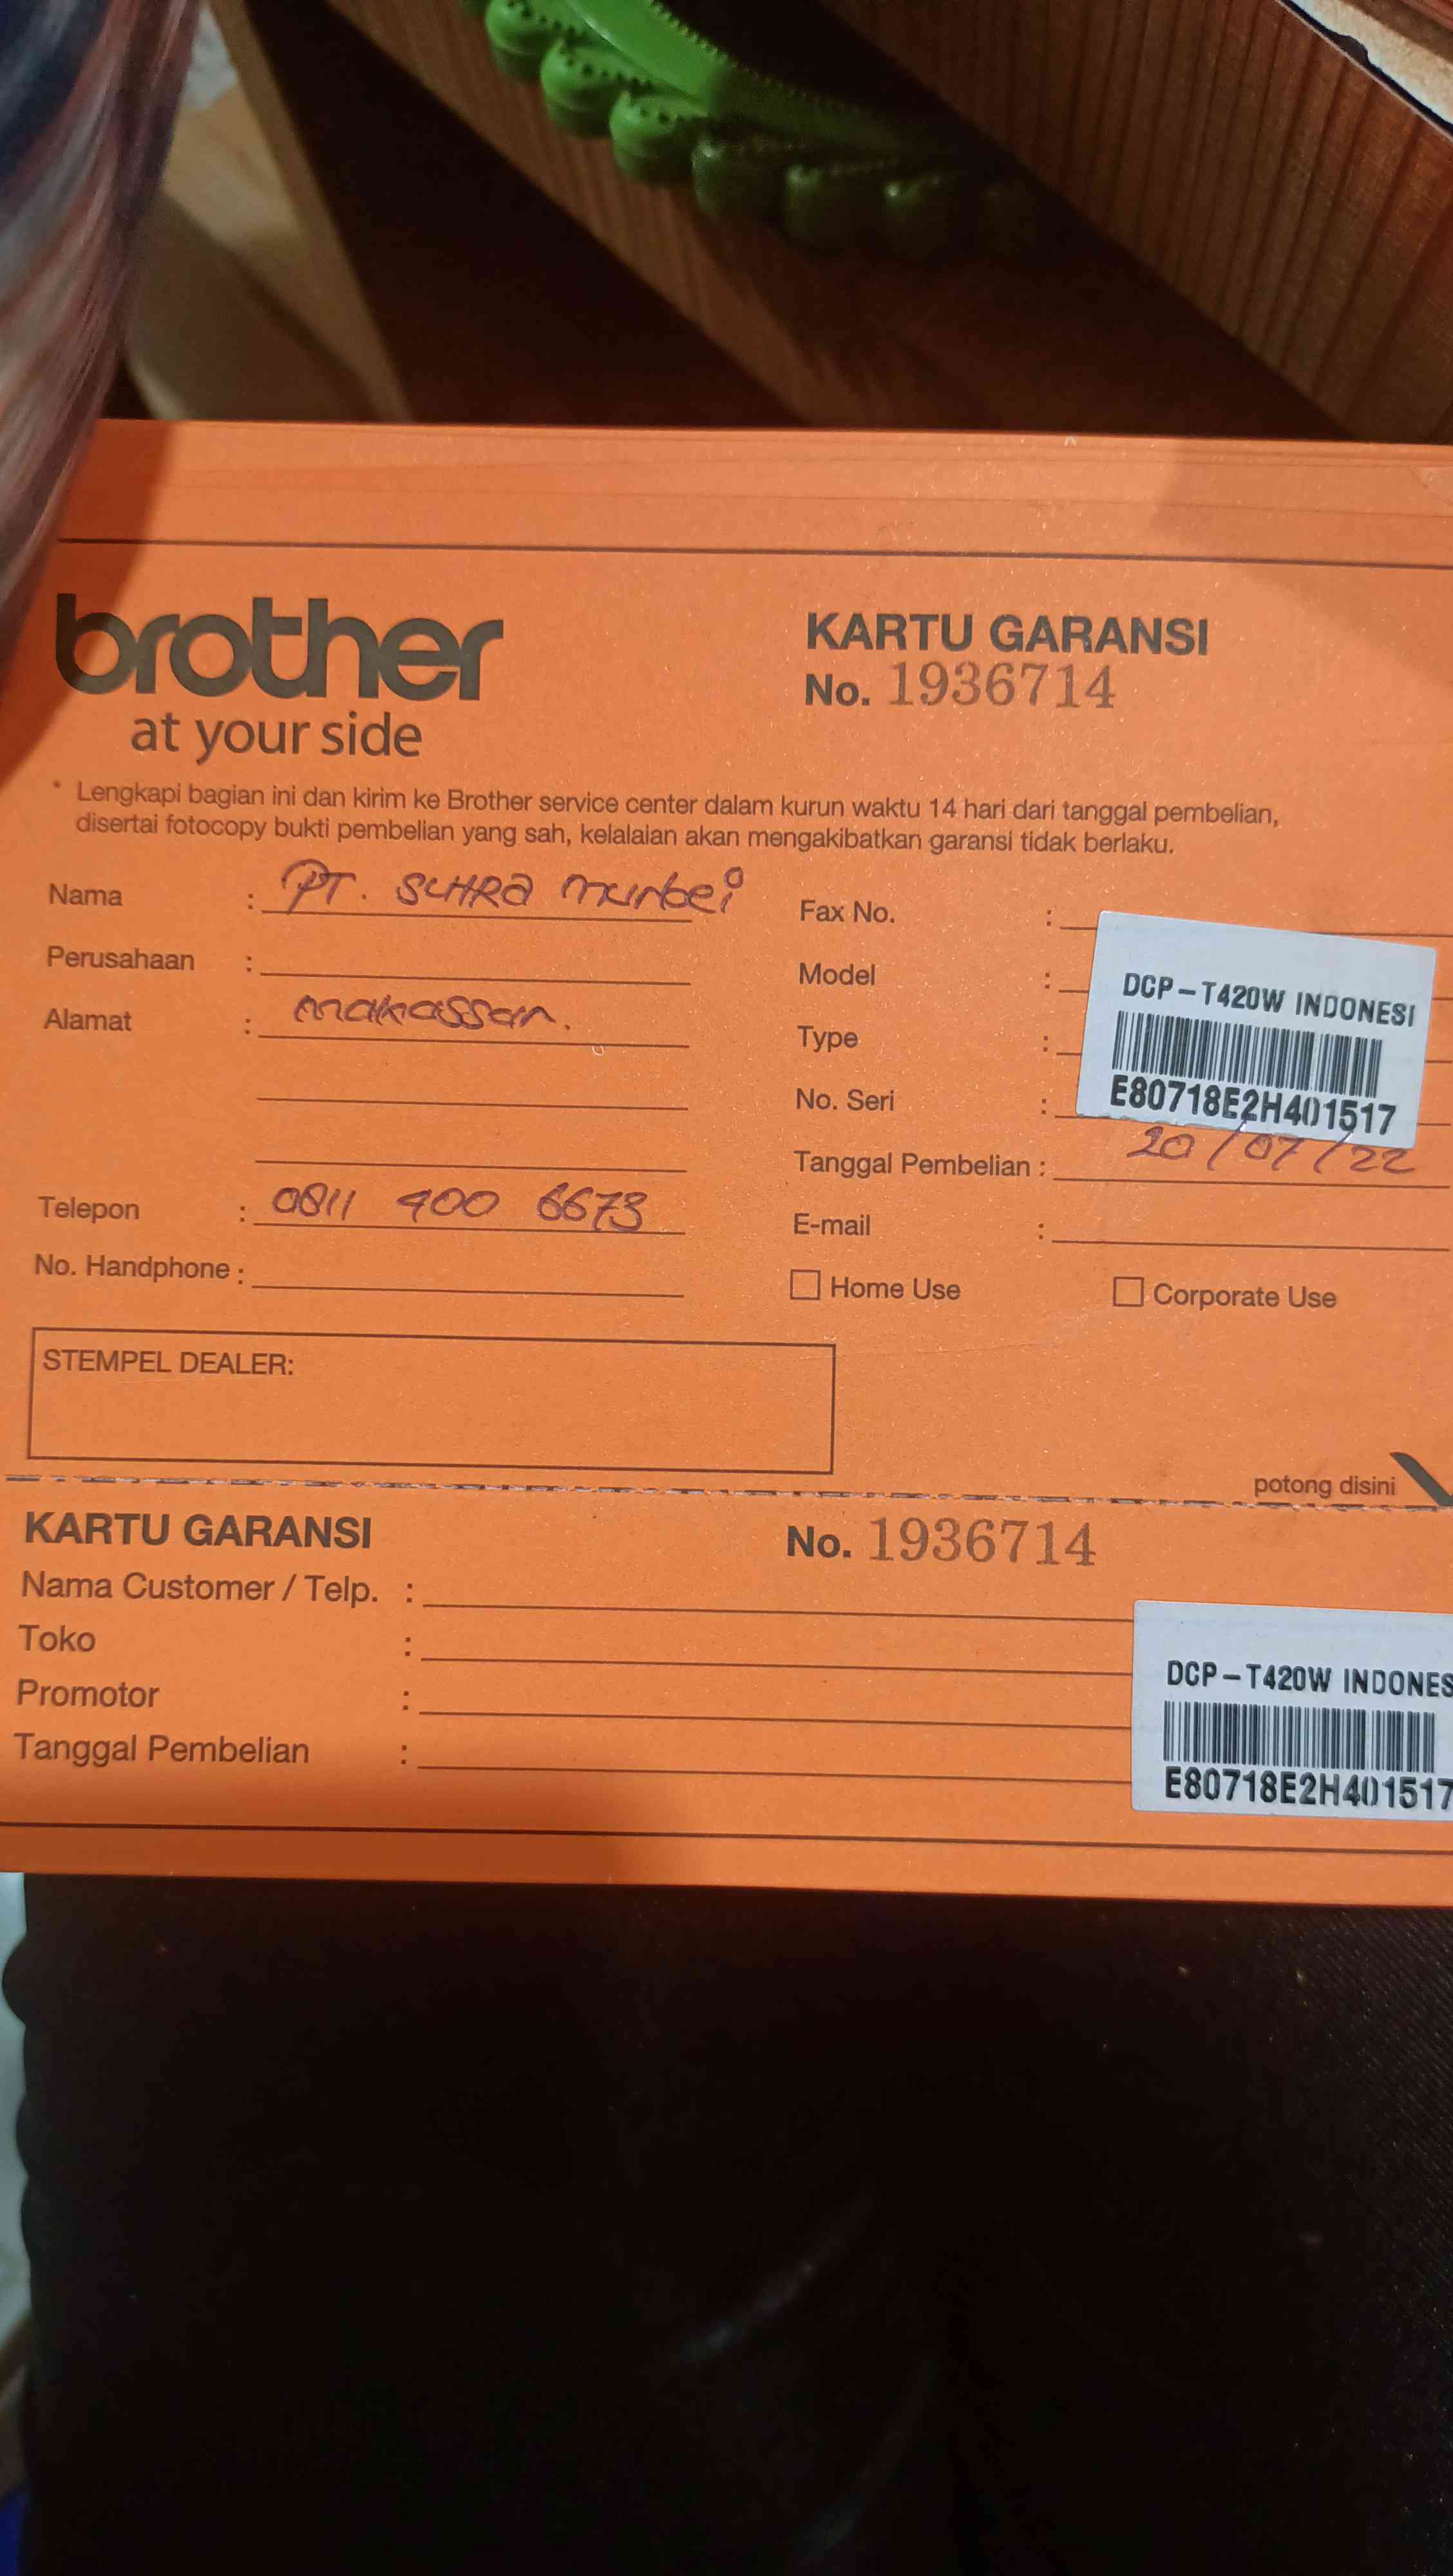 brother
at your side
KARTU GARANSI
No. 1936714
* Lengkapi bagian ini dan kirim ke Brother service center dalam kurun waktu 14 hari dari tanggal pembelian,
disertai fotocopy bukti pembelian yang sah, kelalaian akan mengakibatkan garansi tidak berlaku.
Nama : PT. SUTRA murbei
Perusahaan :
Alamat : makassar.
Telepon : 0811 400 6673
No. Handphone :
Fax No. :
Model :
Type :
No. Seri :
DCP-T420W INDONESI
E80718E2H401517
Tanggal Pembelian : 20/07/22
E-mail :
Home Use Corporate Use
STEMPEL DEALER:
potong disini
KARTU GARANSI No. 1936714
Nama Customer / Telp. :
Toko :
Promotor :
Tanggal Pembelian :
DCP-T420W INDONES
E80718E2H401517